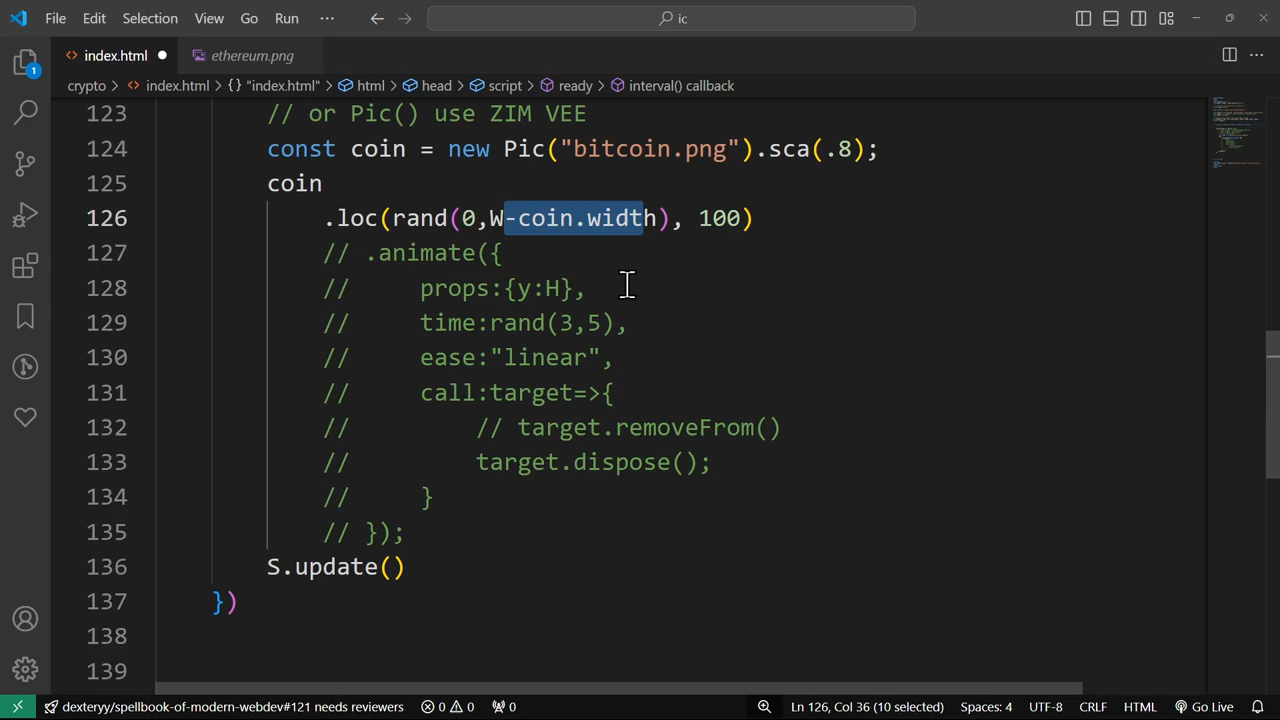 File Edit Selection View Go Run ··· ic
index.html ethereum.png
crypto > index.html > {} "index.html" > html > head > script > ready > interval() callback
1
123 // or Pic() use ZIM VEE
124 const coin = new Pic("bitcoin.png").sca(.8);
125 coin
126 .loc(rand(0,W-coin.width), 100)
127 // .animate({
128 // props:{y:H},
129 // time:rand(3,5),
130 // ease:"linear",
131 // call:target=>{
132 // // target.removeFrom()
133 // target.dispose();
134 // }
135 // });
136 S.update()
137 })
138
139
dexteryy/spellbook-of-modern-webdev#121 needs reviewers 0 0 0 Ln 126, Col 36 (10 selected) Spaces: 4 UTF-8 CRLF HTML Go Live